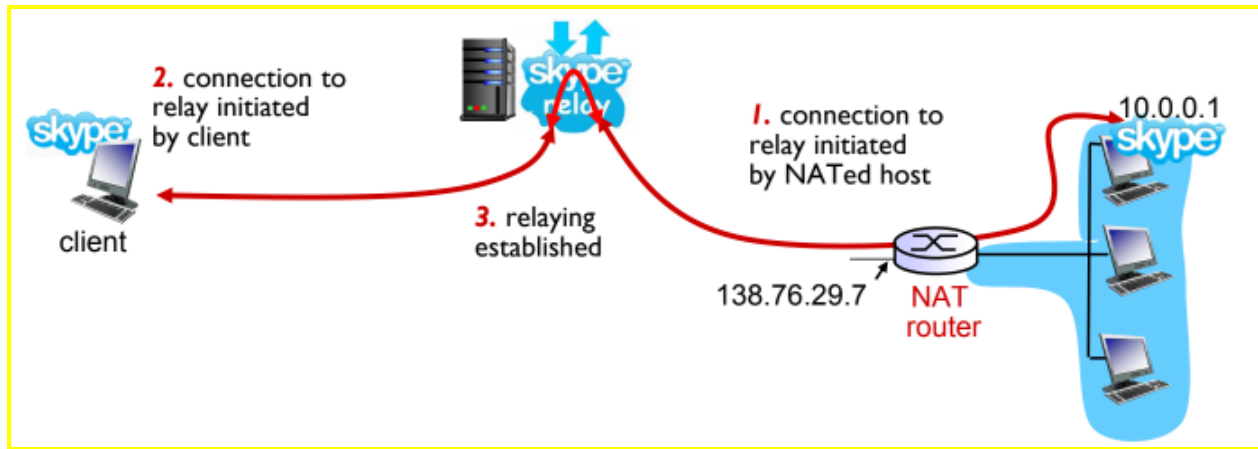 2. connection to
relay initiated
by client
skype
client
skype
relay
3. relaying
established
1. connection to
relay initiated
by NATed host
10.0.0.1
skype
138.76.29.7
NAT
router